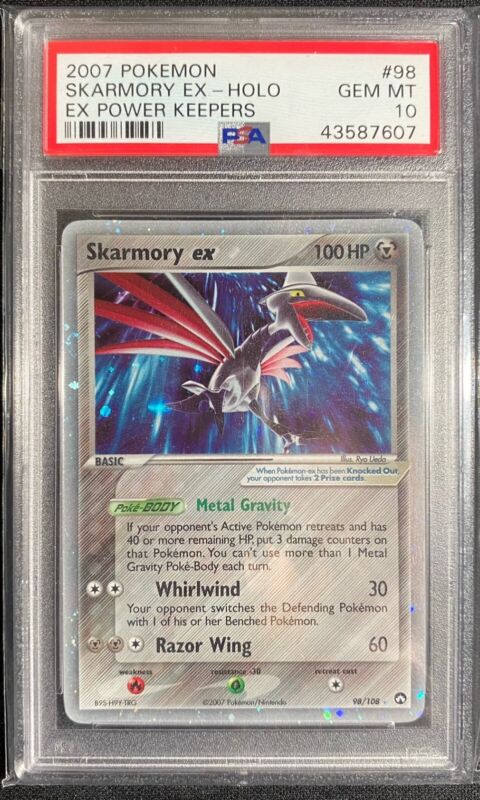 2007 POKEMON #98
SKARMORY EX - HOLO GEM MT
EX POWER KEEPERS 10
PSA 43587607
Skarmory ex 100 HP
BASIC Illus. Ryo Ueda
When Pokémon-ex has been Knocked Out,
your opponent takes 2 Prize cards.
Poké-BODY Metal Gravity
If your opponent's Active Pokémon retreats and has
40 or more remaining HP, put 3 damage counters on
that Pokémon. You can't use more than 1 Metal
Gravity Poké-Body each turn.
Whirlwind 30
Your opponent switches the Defending Pokémon
with 1 of his or her Benched Pokémon.
Razor Wing 60
weakness resistance -30 retreat cost
B95-H9Y-TRG ©2007 Pokémon/Nintendo 98/108